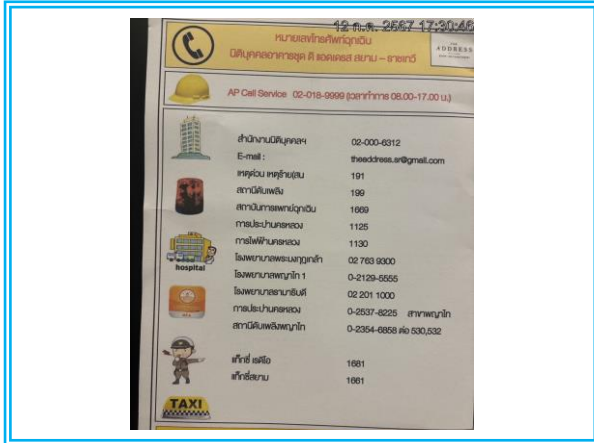 12 ก.ค. 2567 17:30:46
หมายเลขโทรศัพท์ฉุกเฉิน
นิติบุคคลอาคารชุด ดิ แอดเดรส สยาม – ราชเทวี
THE
ADDRESS
AP Call Service 02-018-9999 (เวลาทำการ 08.00-17.00 น.)
สำนักงานนิติบุคคลฯ 02-000-6312
E-mail : theaddress.sr@gmail.com
เหตุด่วน เหตุร้าย 191
สถานีดับเพลิง 199
สถาบันการแพทย์ฉุกเฉิน 1669
การประปานครหลวง 1125
การไฟฟ้านครหลวง 1130
โรงพยาบาลพระมงกุฎเกล้า 02 763 9300
hospital
โรงพยาบาลพญาไท 1 0-2129-5555
โรงพยาบาลรามาธิบดี 02 201 1000
การประปานครหลวง 0-2537-8225 สาขาพญาไท
สถานีดับเพลิงพญาไท 0-2354-6858 ต่อ 530,532
แท็กซี่ เรดิโอ 1681
แท็กซี่สยาม 1661
TAXI